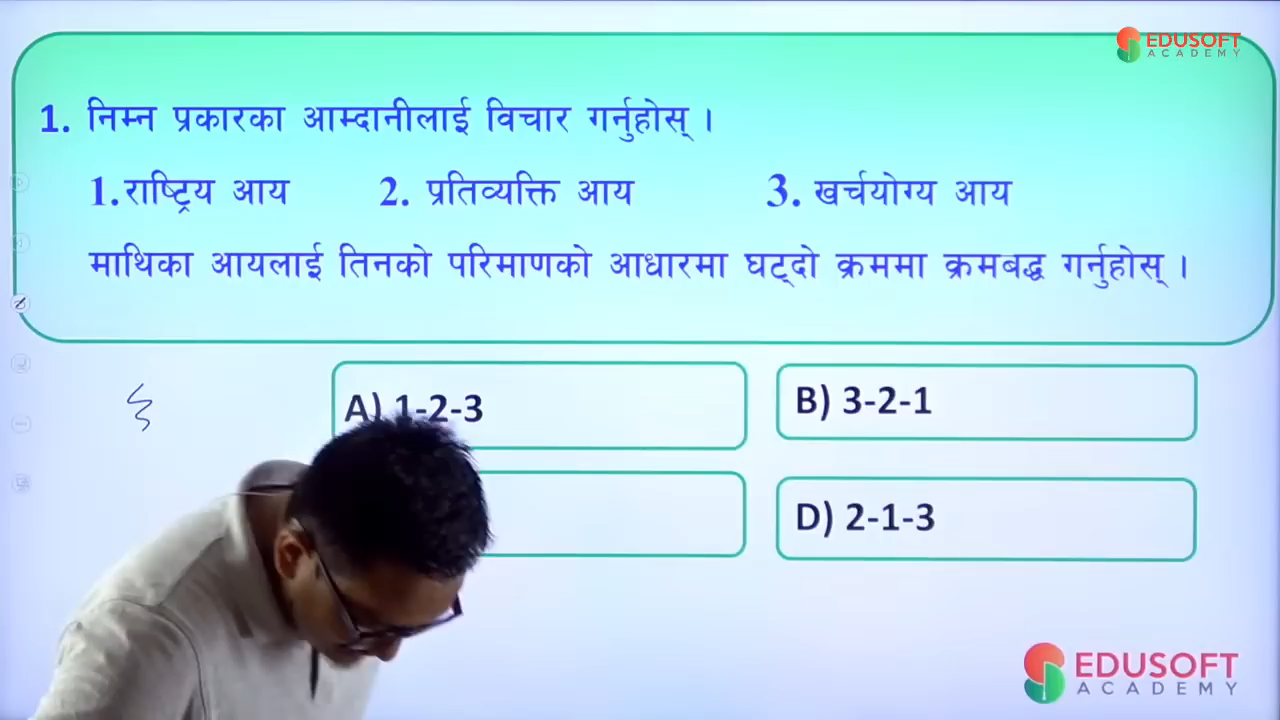 EDUSOFT
ACADEMY
1. निम्न प्रकारका आम्दानीलाई विचार गर्नुहोस् ।
1.राष्ट्रिय आय 2. प्रतिव्यक्ति आय 3. खर्चयोग्य आय
माथिका आयलाई तिनको परिमाणको आधारमा घट्दो क्रममा क्रमबद्ध गर्नुहोस् ।
A) 1-2-3
B) 3-2-1
D) 2-1-3
EDUSOFT
ACADEMY